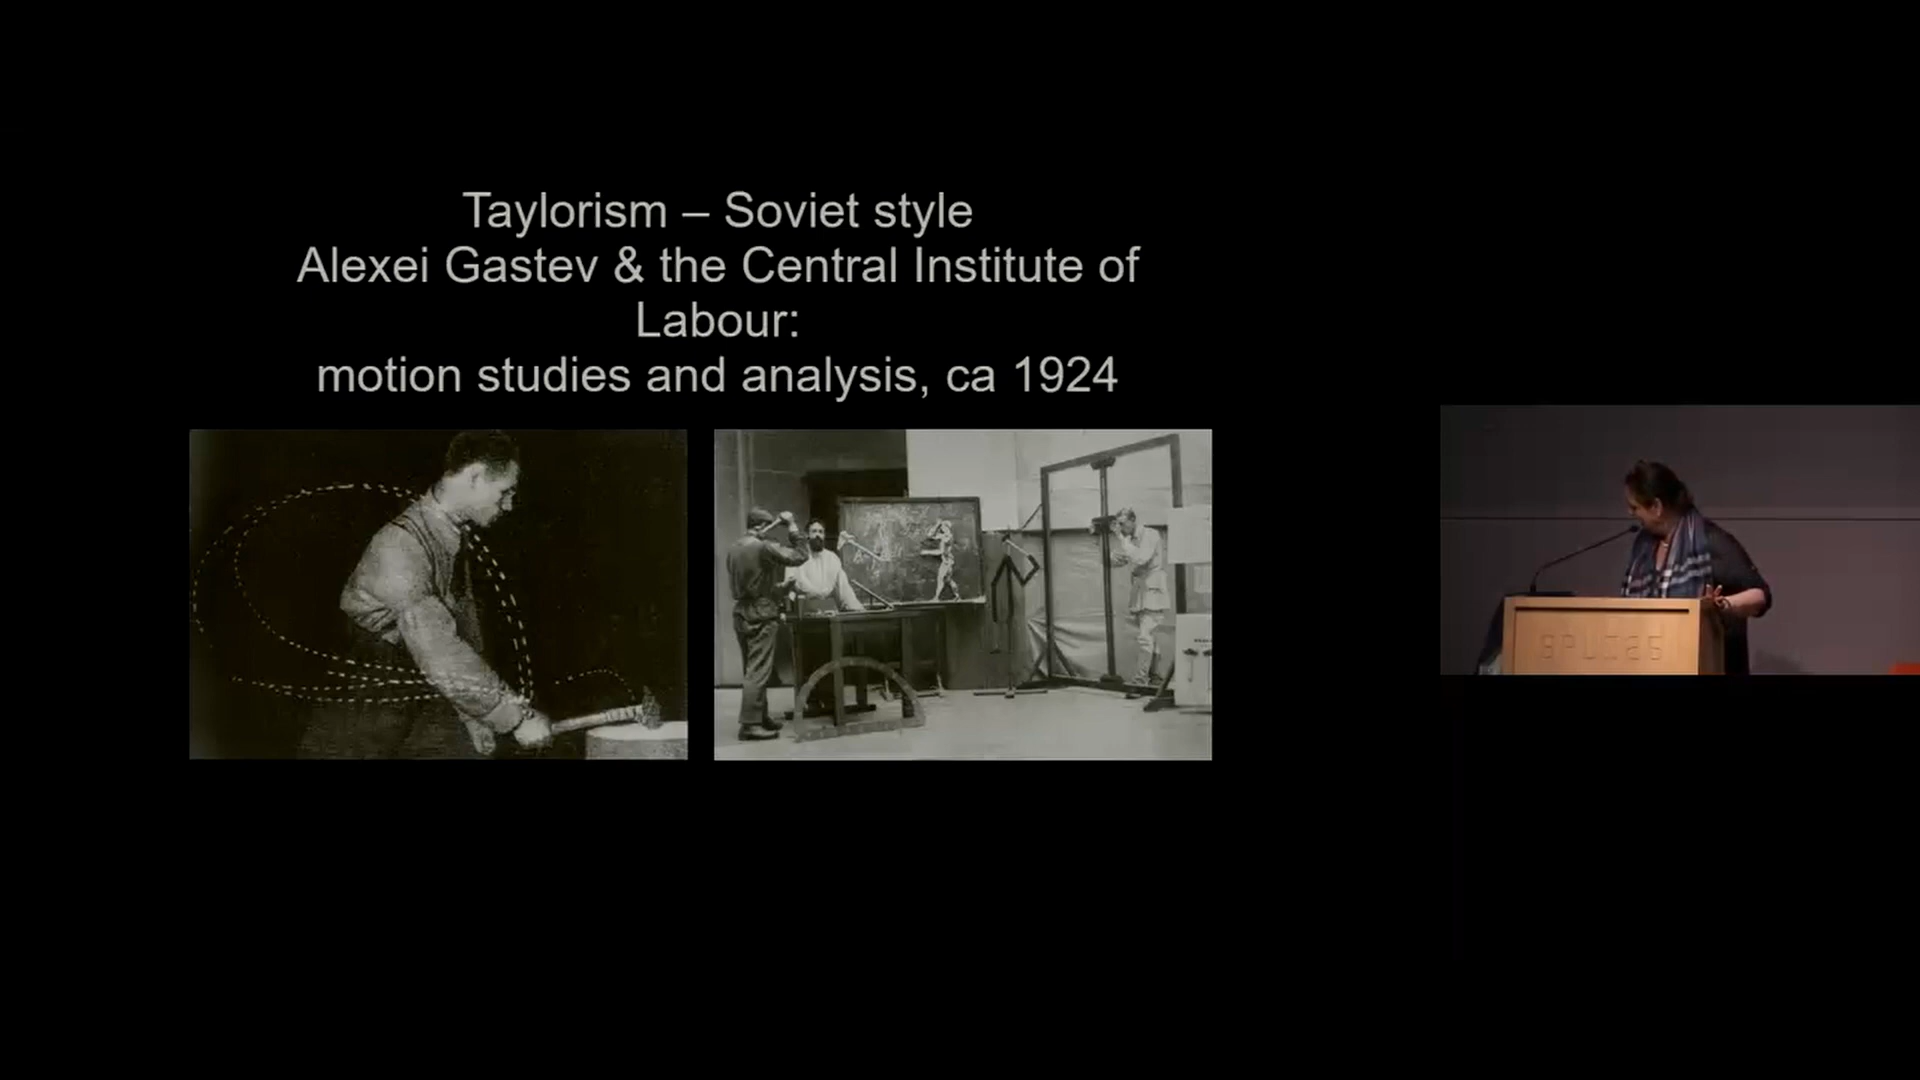 Taylorism – Soviet style
Alexei Gastev & the Central Institute of
Labour:
motion studies and analysis, ca 1924